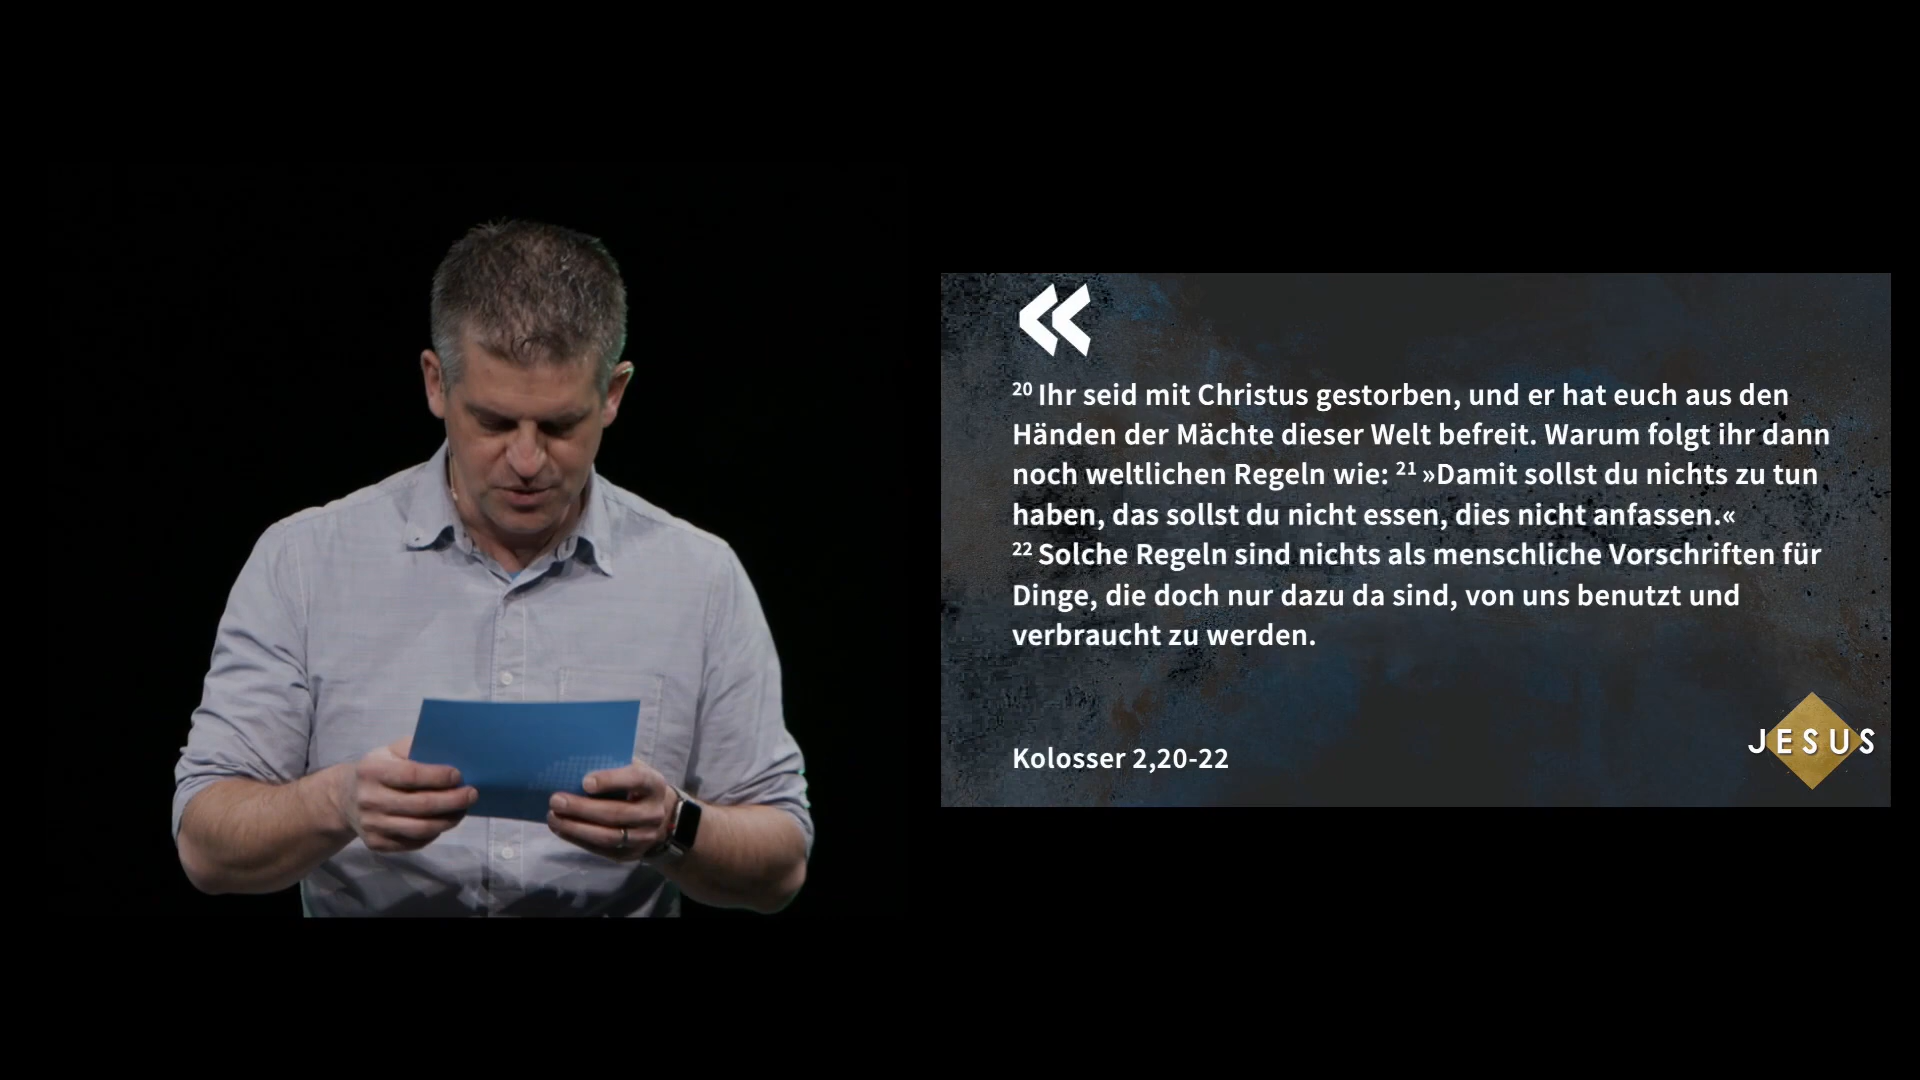 «
²⁰ Ihr seid mit Christus gestorben, und er hat euch aus den
Händen der Mächte dieser Welt befreit. Warum folgt ihr dann
noch weltlichen Regeln wie: ²¹ »Damit sollst du nichts zu tun
haben, das sollst du nicht essen, dies nicht anfassen.«
²² Solche Regeln sind nichts als menschliche Vorschriften für
Dinge, die doch nur dazu da sind, von uns benutzt und
verbraucht zu werden.
Kolosser 2,20-22
JESUS